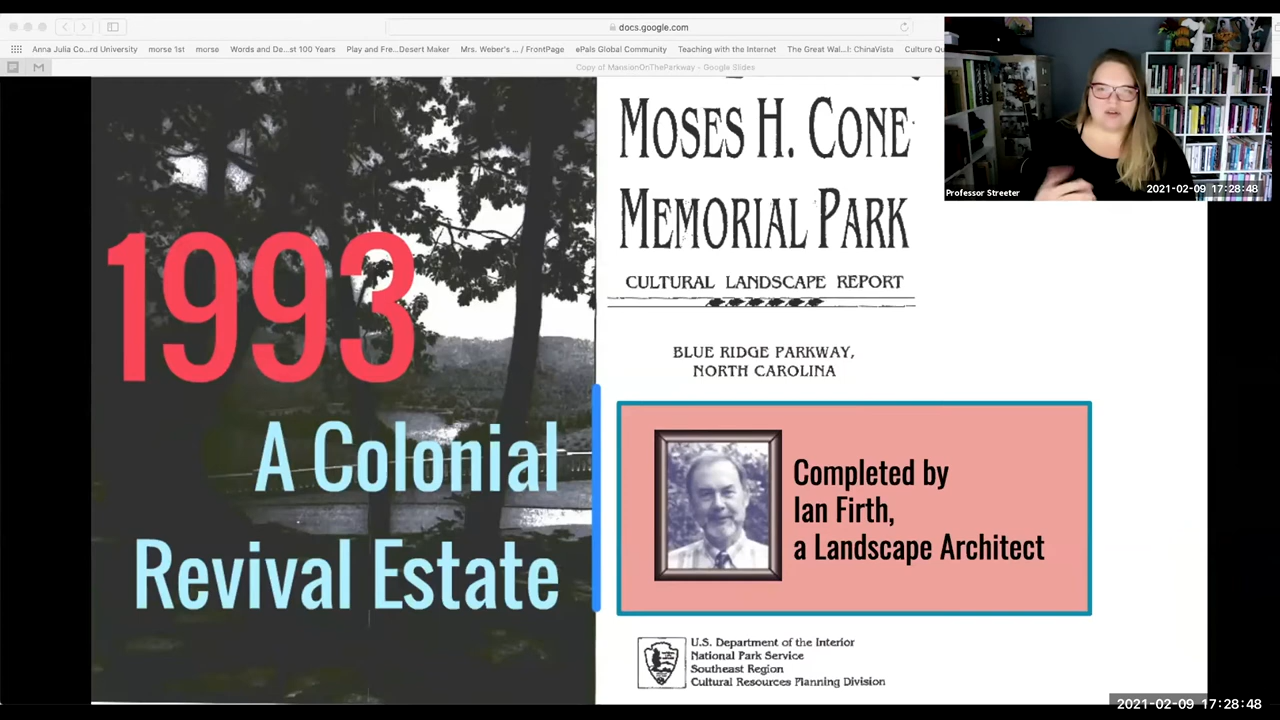 docs.google.com
Anna Julia Co...rd University
morse 1st
morse
Words and De...st 100 Years
Play and Fre...Desert Maker
Mrs. Weber's ... / FrontPage
ePals Global Community
Teaching with the Internet
The Great Wal...l: ChinaVista
Culture Qu
Copy of MansionOnTheParkway - Google Slides
Professor Streeter
2021-02-09 17:28:48
1993
A Colonial
Revival Estate
MOSES H. CONE
MEMORIAL PARK
CULTURAL LANDSCAPE REPORT
BLUE RIDGE PARKWAY,
NORTH CAROLINA
Completed by
Ian Firth,
a Landscape Architect
U.S. Department of the Interior
National Park Service
Southeast Region
Cultural Resources Planning Division
2021-02-09 17:28:48